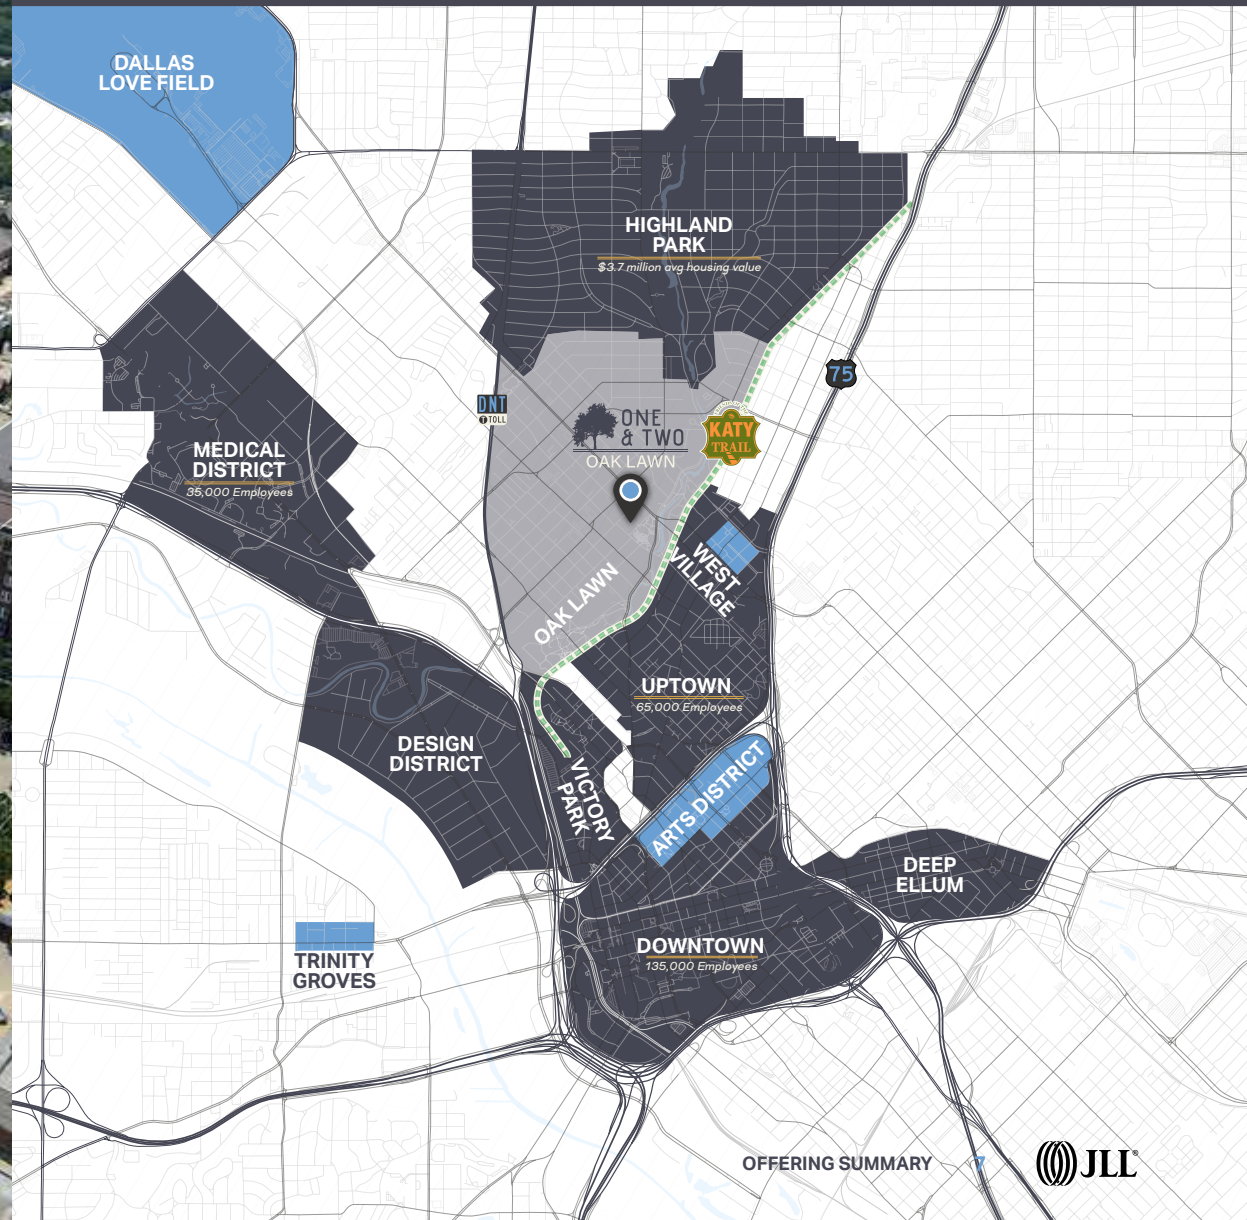 DALLAS
LOVE FIELD
HIGHLAND
PARK
$3.7 million avg housing value
75
DNT
TOLL
ONE
& TWO
OAK LAWN
KATY
TRAIL
MEDICAL
DISTRICT
35,000 Employees
WEST
VILLAGE
OAK LAWN
UPTOWN
65,000 Employees
DESIGN
DISTRICT
VICTORY
PARK
ARTS DISTRICT
DEEP
ELLUM
DOWNTOWN
135,000 Employees
TRINITY
GROVES
OFFERING SUMMARY 7
JLL®